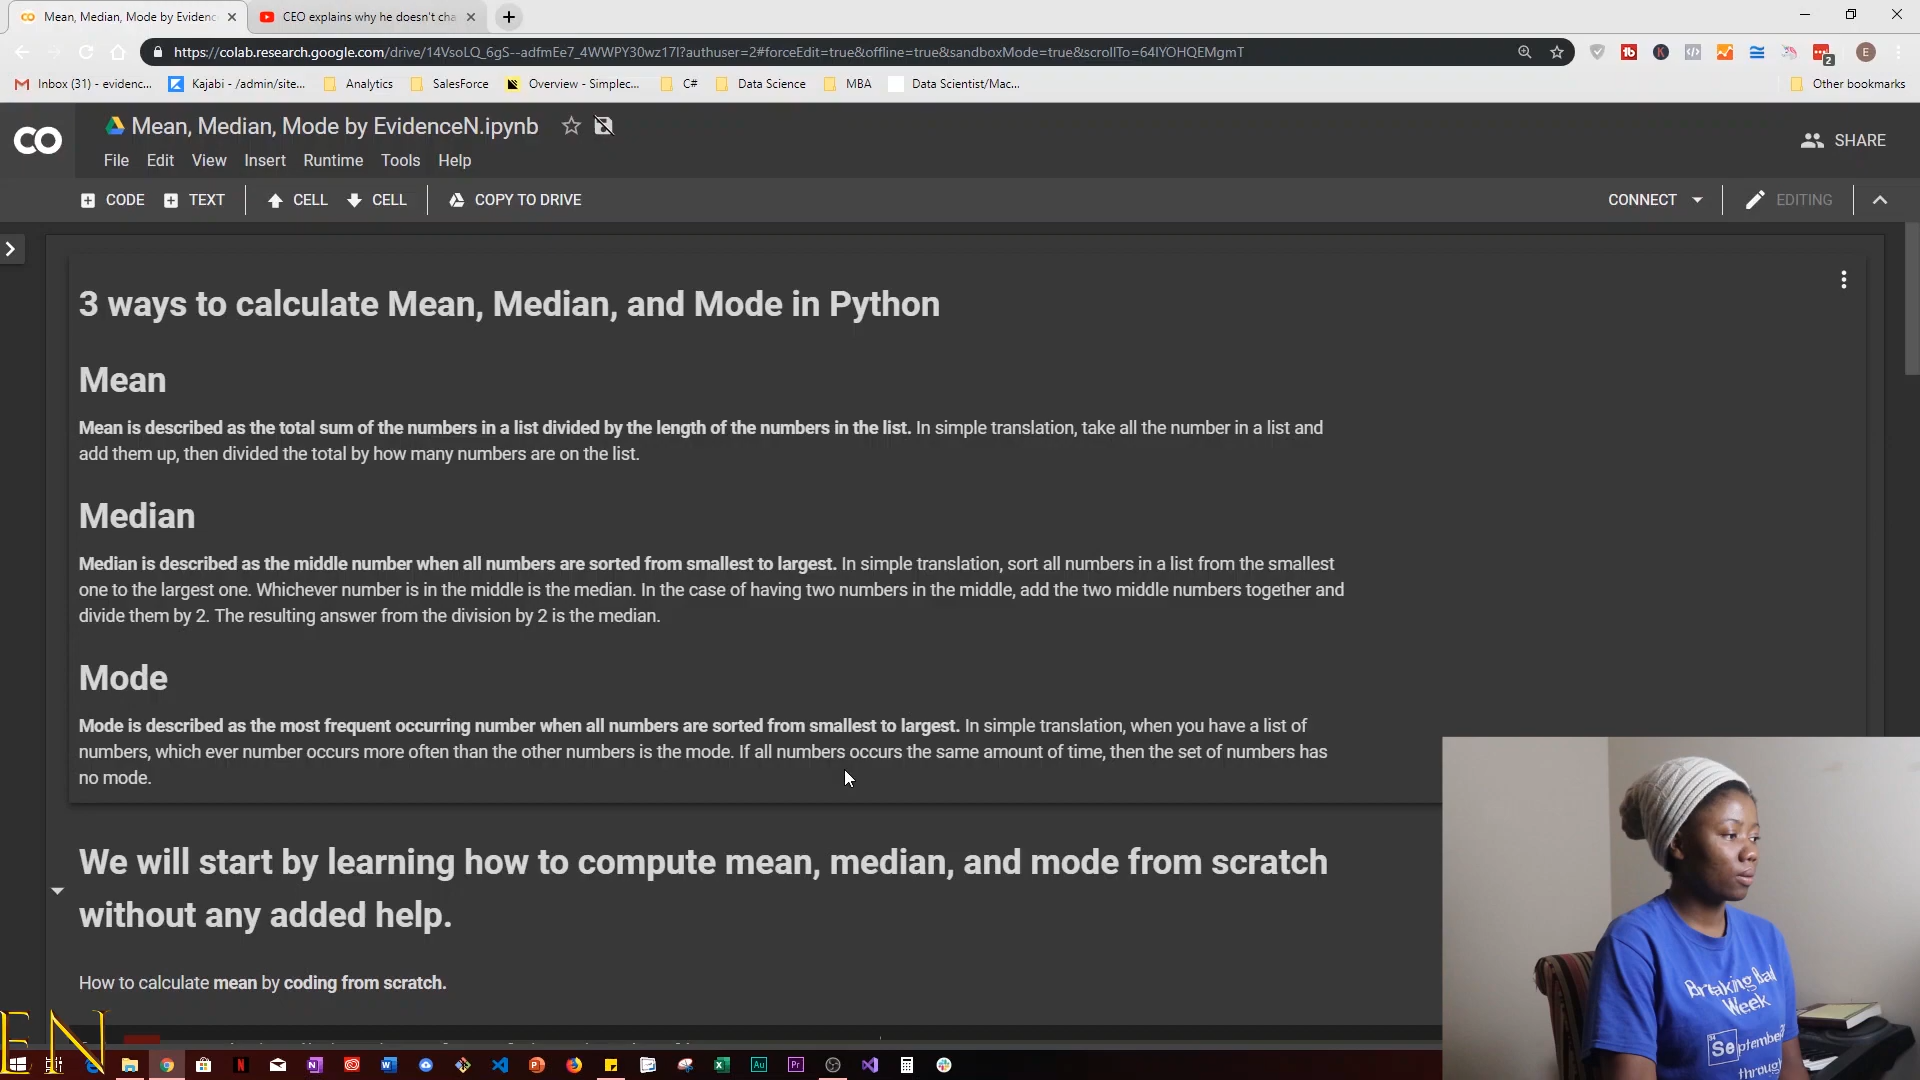 Mean, Median, Mode by Evidenc
CEO explains why he doesn't cha
https://colab.research.google.com/drive/14VsoLQ_6gS--adfmEe7_4WWPY30wz17I?authuser=2#forceEdit=true&offline=true&sandboxMode=true&scrollTo=64IYOHQEMgmT
Inbox (31) - evidenc...
Kajabi - /admin/site...
Analytics
SalesForce
Overview - Simplec...
C#
Data Science
MBA
Data Scientist/Mac...
Other bookmarks
CO
Mean, Median, Mode by EvidenceN.ipynb
SHARE
File Edit View Insert Runtime Tools Help
CODE TEXT CELL CELL COPY TO DRIVE CONNECT EDITING
3 ways to calculate Mean, Median, and Mode in Python
Mean
Mean is described as the total sum of the numbers in a list divided by the length of the numbers in the list. In simple translation, take all the number in a list and
add them up, then divided the total by how many numbers are on the list.
Median
Median is described as the middle number when all numbers are sorted from smallest to largest. In simple translation, sort all numbers in a list from the smallest
one to the largest one. Whichever number is in the middle is the median. In the case of having two numbers in the middle, add the two middle numbers together and
divide them by 2. The resulting answer from the division by 2 is the median.
Mode
Mode is described as the most frequent occurring number when all numbers are sorted from smallest to largest. In simple translation, when you have a list of
numbers, which ever number occurs more often than the other numbers is the mode. If all numbers occurs the same amount of time, then the set of numbers has
no mode.
We will start by learning how to compute mean, median, and mode from scratch
without any added help.
How to calculate mean by coding from scratch.
EN
Breaking Bad
Week
September
through